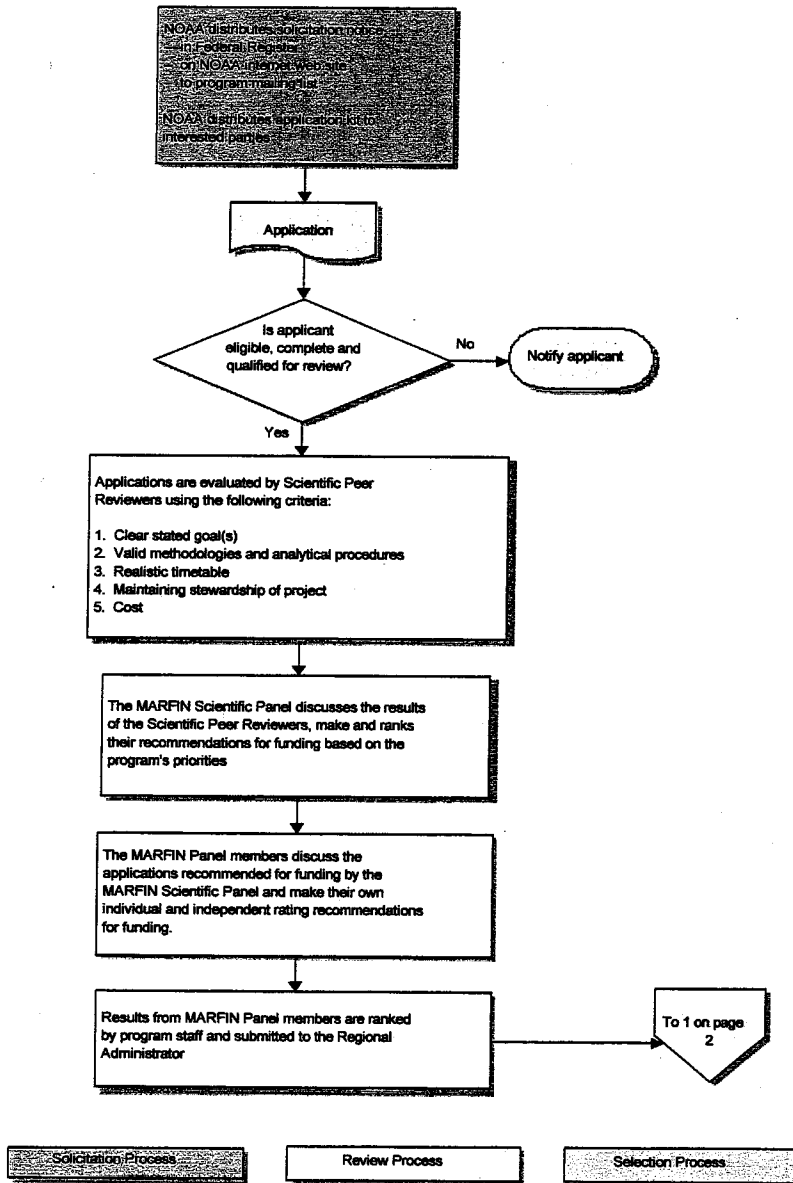 NOAA distributes solicitation notice
- in Federal Register
- on NOAA internet web site
- to program mailing list
NOAA distributes application kit to
interested parties
Application
Is applicant
eligible, complete and
qualified for review?
No
Notify applicant
Yes
Applications are evaluated by Scientific Peer
Reviewers using the following criteria:
1. Clear stated goal(s)
2. Valid methodologies and analytical procedures
3. Realistic timetable
4. Maintaining stewardship of project
5. Cost
The MARFIN Scientific Panel discusses the results
of the Scientific Peer Reviewers, make and ranks
their recommendations for funding based on the
program's priorities
The MARFIN Panel members discuss the
applications recommended for funding by the
MARFIN Scientific Panel and make their own
individual and independent rating recommendations
for funding.
Results from MARFIN Panel members are ranked
by program staff and submitted to the Regional
Administrator
To 1 on page
2
Solicitation Process
Review Process
Selection Process